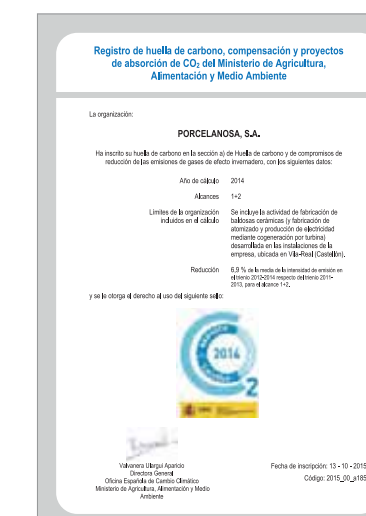 Registro de huella de carbono, compensación y proyectos
de absorción de CO₂ del Ministerio de Agricultura,
Alimentación y Medio Ambiente
La organización:
PORCELANOSA, S.A.
Ha inscrito su huella de carbono en la sección a) de Huella de carbono y de compromisos de
reducción de las emisiones de gases de efecto invernadero, con los siguientes datos:
Año de cálculo 2014
Alcances 1+2
Límites de la organización Se incluye la actividad de fabricación de
incluidos en el cálculo baldosas cerámicas (y fabricación de
atomizado y producción de electricidad
mediante cogeneración por turbina)
desarrollada en las instalaciones de la
empresa, ubicada en Vila-Real (Castellón).
Reducción 6,9 % de la media de la intensidad de emisión en
el trienio 2012-2014 respecto del trienio 2011-
2013, para el alcance 1+2.
y se le otorga el derecho al uso del siguiente sello:
2014
2
Valvanera Ulargui Aparicio
Directora General
Oficina Española de Cambio Climático
Ministerio de Agricultura, Alimentación y Medio
Ambiente
Fecha de inscripción: 13 - 10 - 2015
Código: 2015_00_a185